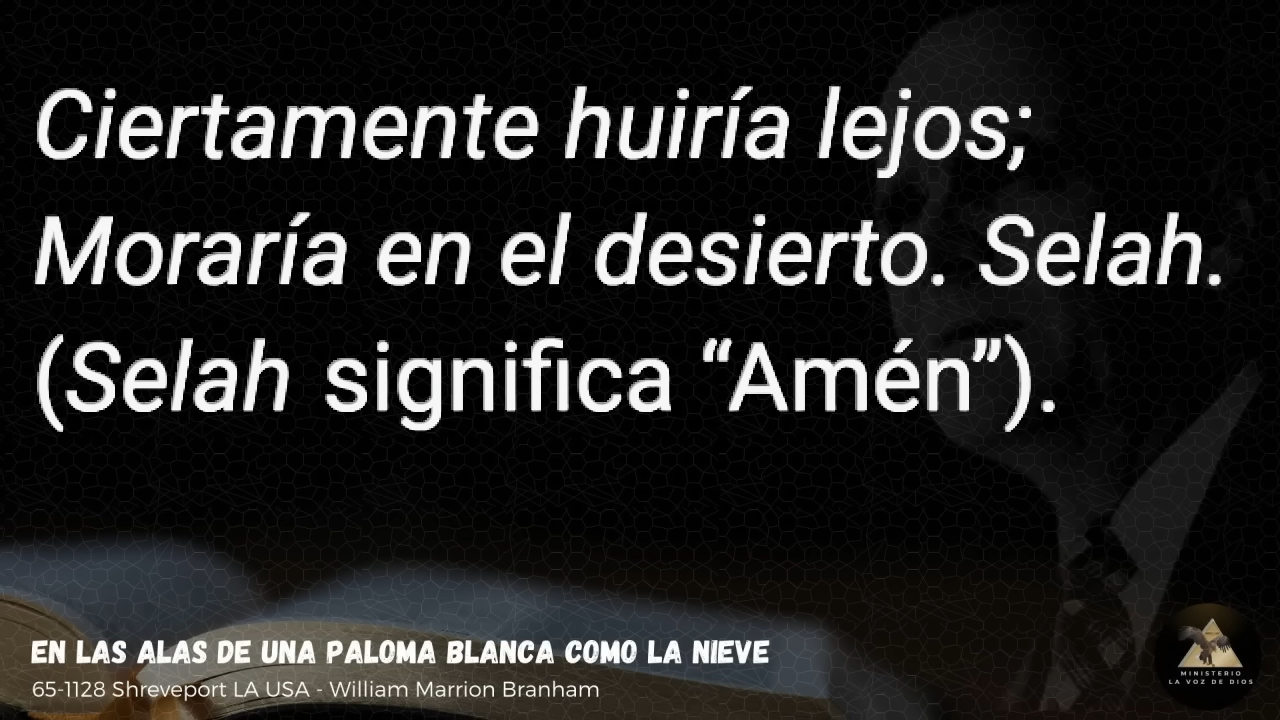 Ciertamente huiría lejos;
Moraría en el desierto. Selah.
(Selah significa “Amén”).
EN LAS ALAS DE UNA PALOMA BLANCA COMO LA NIEVE
65-1128 Shreveport LA USA - William Marrion Branham
MINISTERIO
LA VOZ DE DIOS